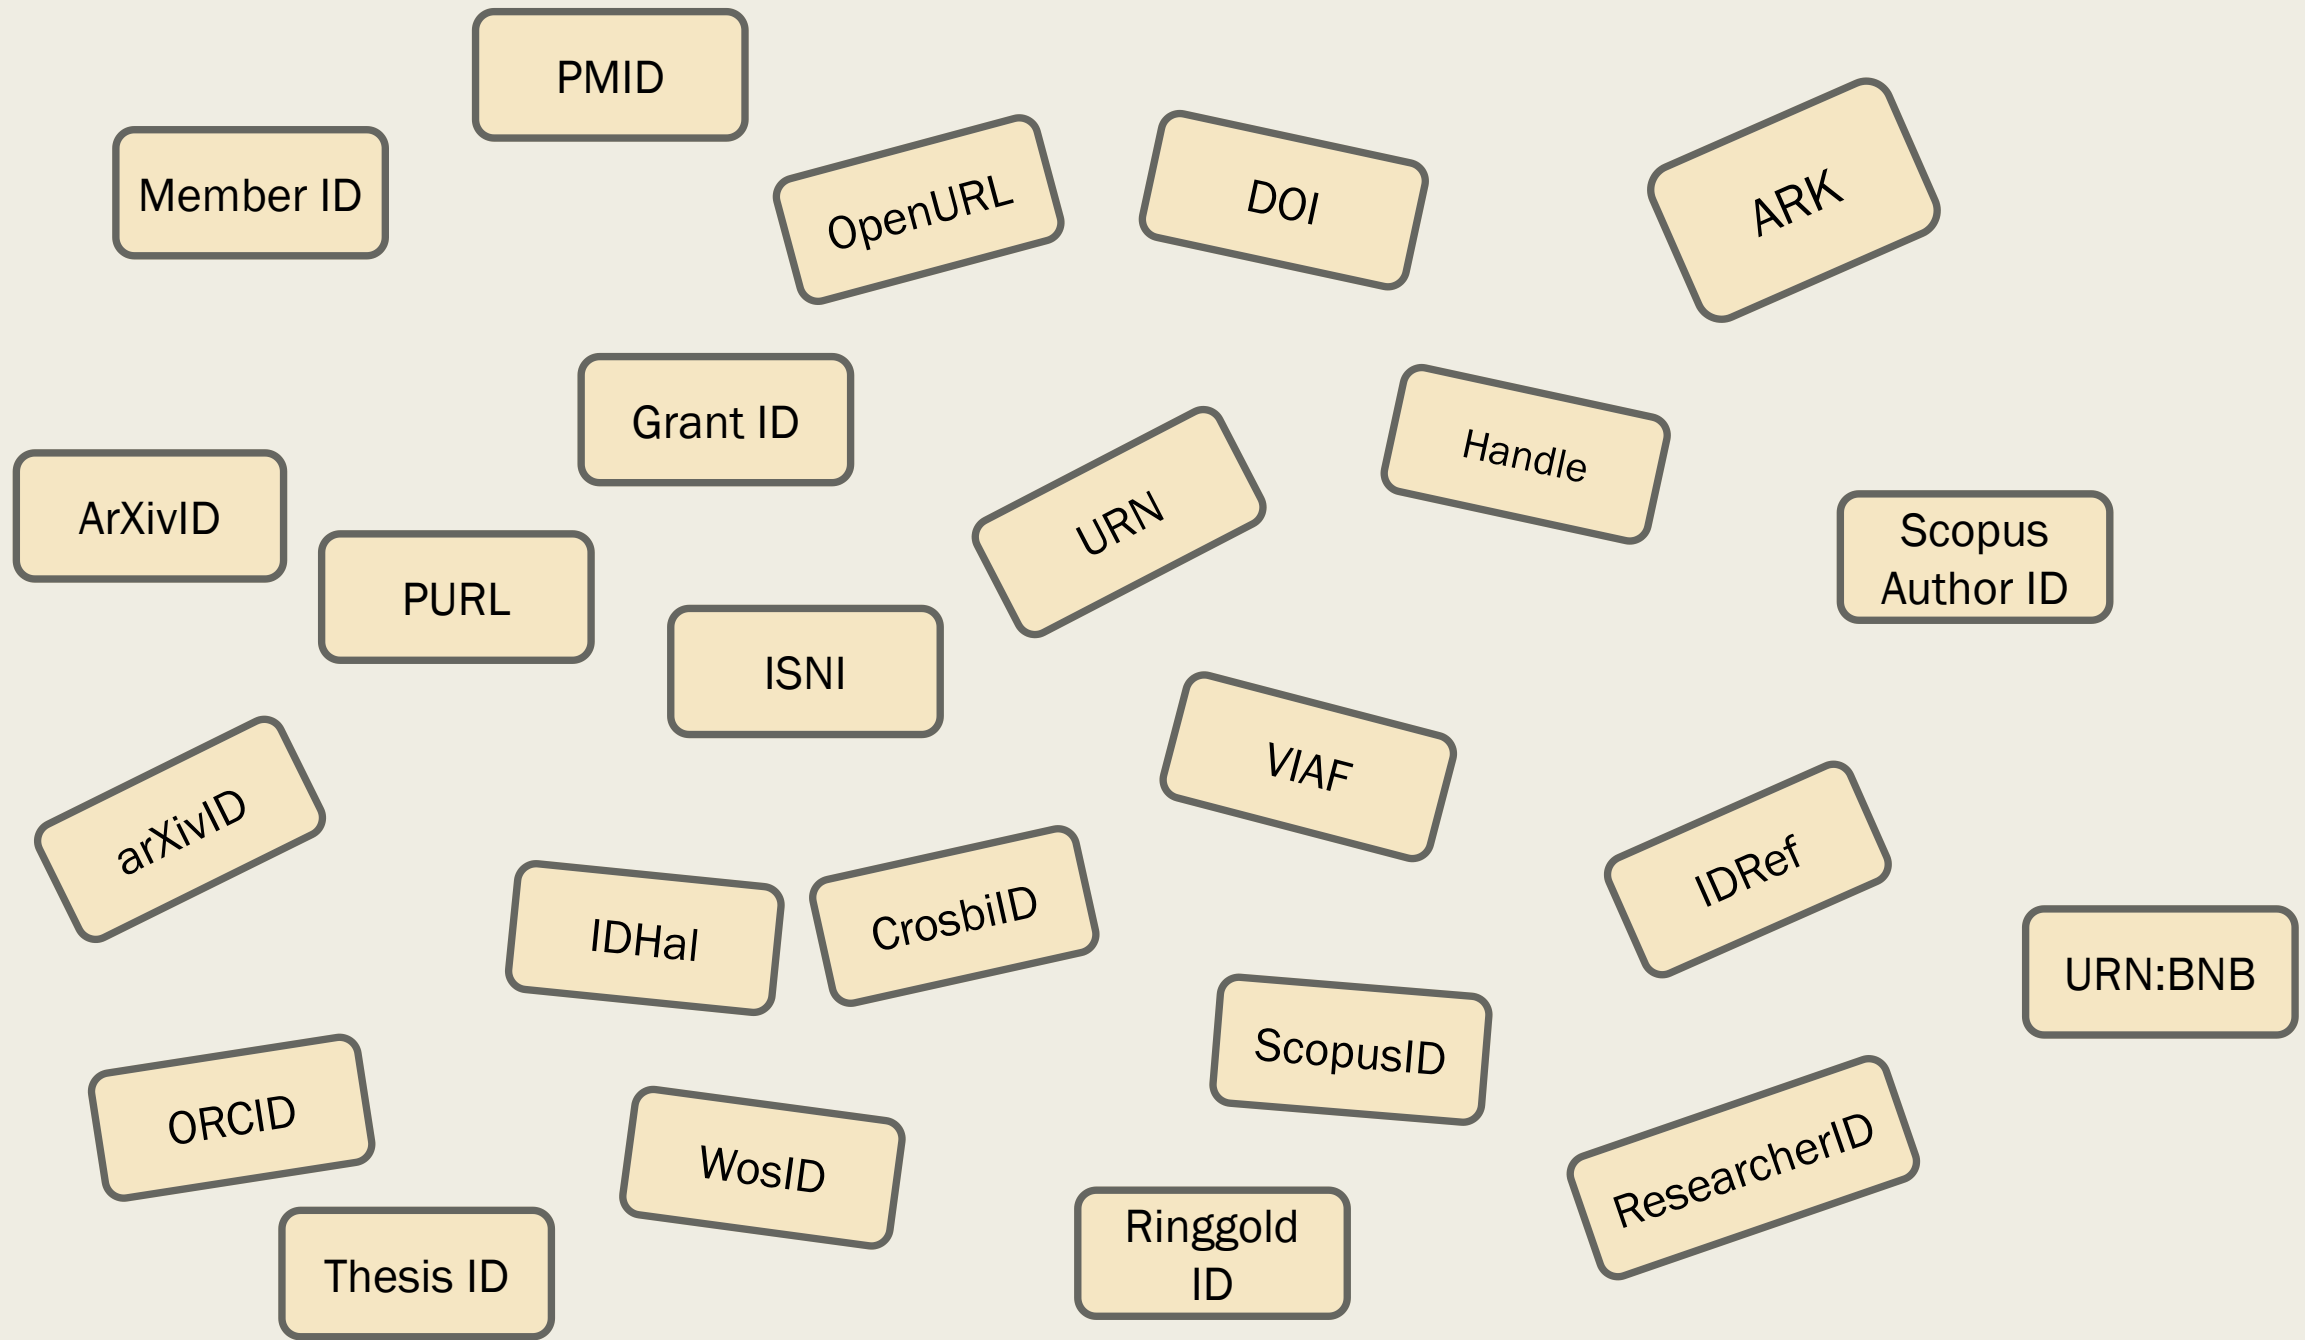 PMID
Member ID
OpenURL
DOI
ARK
Grant ID
Handle
ArXivID
URN
Scopus
Author ID
PURL
ISNI
VIAF
arXivID
IDRef
IDHal
CrosbiID
URN:BNB
ScopusID
ORCID
WosID
ResearcherID
Ringgold
ID
Thesis ID